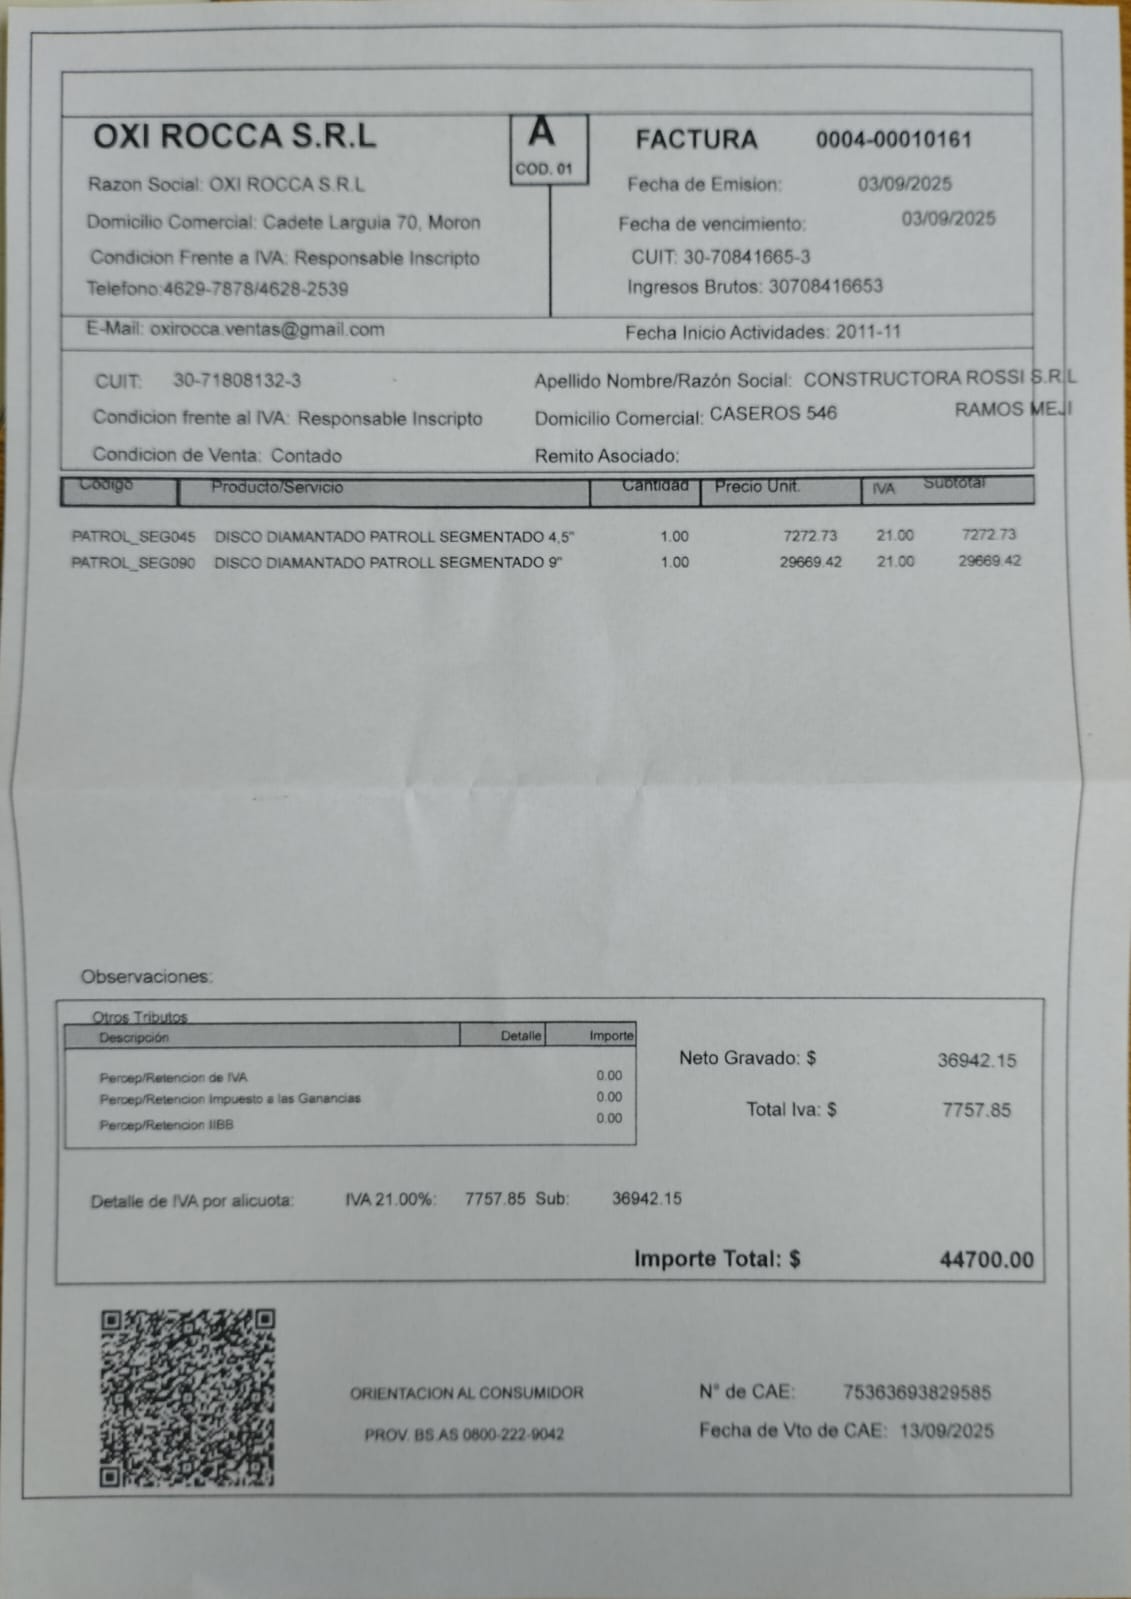 OXI ROCCA S.R.L
A
COD. 01
FACTURA 0004-00010161
Razon Social: OXI ROCCA S.R.L
Fecha de Emision: 03/09/2025
Domicilio Comercial: Cadete Larguia 70, Moron
Fecha de vencimiento: 03/09/2025
Condicion Frente a IVA: Responsable Inscripto
CUIT: 30-70841665-3
Telefono:4629-7878/4628-2539
Ingresos Brutos: 30708416653
E-Mail: oxirocca.ventas@gmail.com
Fecha Inicio Actividades: 2011-11
CUIT: 30-71808132-3
Apellido Nombre/Razón Social: CONSTRUCTORA ROSSI S.R.L
Condicion frente al IVA: Responsable Inscripto
Domicilio Comercial: CASEROS 546 RAMOS MEJI
Condicion de Venta: Contado
Remito Asociado:
Codigo Producto/Servicio Cantidad Precio Unit. IVA Subtotal
PATROL_SEG045 DISCO DIAMANTADO PATROLL SEGMENTADO 4,5" 1.00 7272.73 21.00 7272.73
PATROL_SEG090 DISCO DIAMANTADO PATROLL SEGMENTADO 9" 1.00 29669.42 21.00 29669.42
Observaciones:
Otros Tributos
Descripción Detalle Importe
Percep/Retencion de IVA 0.00
Percep/Retencion Impuesto a las Ganancias 0.00
Percep/Retencion IIBB 0.00
Neto Gravado: $ 36942.15
Total Iva: $ 7757.85
Detalle de IVA por alicuota: IVA 21.00%: 7757.85 Sub: 36942.15
Importe Total: $ 44700.00
ORIENTACION AL CONSUMIDOR
PROV. BS.AS 0800-222-9042
N° de CAE: 75363693829585
Fecha de Vto de CAE: 13/09/2025